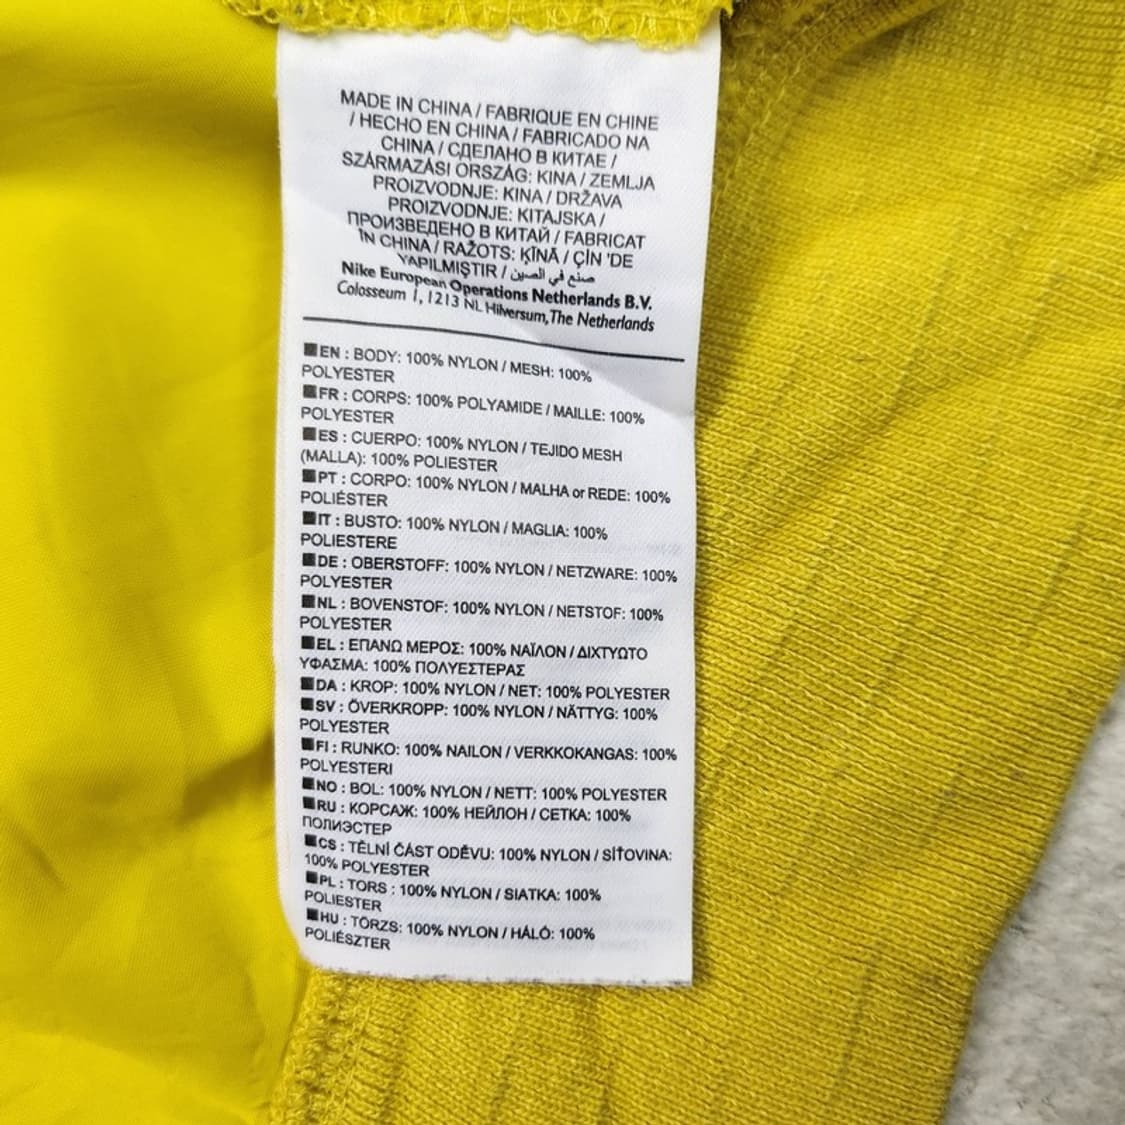 MADE IN CHINA / FABRIQUE EN CHINE
/ HECHO EN CHINA / FABRICADO NA
CHINA / СДЕЛАНО В КИТАЕ /
SZÁRMAZÁSI ORSZÁG: KINA / ZEMLJA
PROIZVODNJE: KINA / DRŽAVA
PROIZVODNJE: KITAJSKA /
ПРОИЗВЕДЕНО В КИТАЙ / FABRICAT
ÎN CHINA / RAŽOTS: ĶĪNĀ / ÇİN 'DE
YAPILMIŞTIR / صنع في الصين
Nike European Operations Netherlands B.V.
Colosseum 1, 1213 NL Hilversum, The Netherlands
■EN : BODY: 100% NYLON / MESH: 100%
POLYESTER
■FR : CORPS: 100% POLYAMIDE / MAILLE: 100%
POLYESTER
■ES : CUERPO: 100% NYLON / TEJIDO MESH
(MALLA): 100% POLIESTER
■PT : CORPO: 100% NYLON / MALHA or REDE: 100%
POLIÉSTER
■IT : BUSTO: 100% NYLON / MAGLIA: 100%
POLIESTERE
■DE : OBERSTOFF: 100% NYLON / NETZWARE: 100%
POLYESTER
■NL : BOVENSTOF: 100% NYLON / NETSTOF: 100%
POLYESTER
■EL : ΕΠΑΝΩ ΜΕΡΟΣ: 100% ΝΑΪΛΟΝ / ΔΙΧΤΥΩΤΟ
ΥΦΑΣΜΑ: 100% ΠΟΛΥΕΣΤΕΡΑΣ
■DA : KROP: 100% NYLON / NET: 100% POLYESTER
■SV : ÖVERKROPP: 100% NYLON / NÄTTYG: 100%
POLYESTER
■FI : RUNKO: 100% NAILON / VERKKOKANGAS: 100%
POLYESTERI
■NO : BOL: 100% NYLON / NETT: 100% POLYESTER
■RU : КОРСАЖ: 100% НЕЙЛОН / СЕТКА: 100%
ПОЛИЭСТЕР
■CS : TĚLNÍ ČÁST ODĚVU: 100% NYLON / SÍŤOVINA:
100% POLYESTER
■PL : TORS : 100% NYLON / SIATKA: 100%
POLIESTER
■HU : TÖRZS: 100% NYLON / HÁLÓ: 100%
POLIÉSZTER